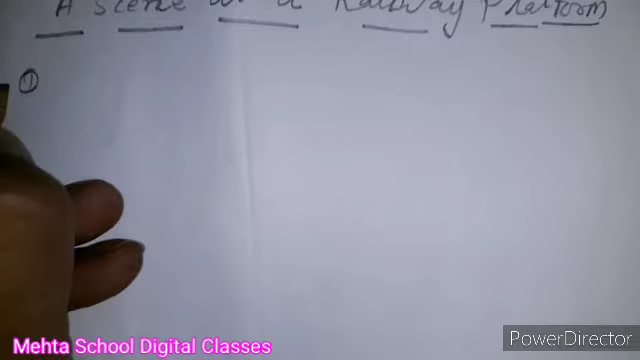 A Scene at a Railway Platform
①
Mehta School Digital Classes
PowerDirector